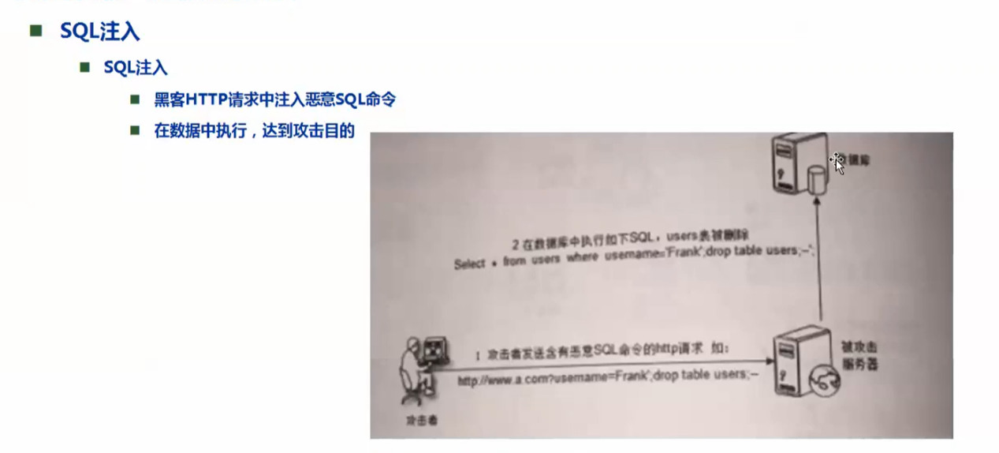 SQL注入
SQL注入
黑客HTTP请求中注入恶意SQL命令
在数据中执行，达到攻击目的
据库
2 在数据库中执行如下SQL，users表被删除
Select * from users where username='Frank';drop table users;--';
1 攻击者发送含有恶意SQL命令的http请求 如：
http://www.a.com?username=Frank';drop table users;--
被攻击
服务器
攻击者